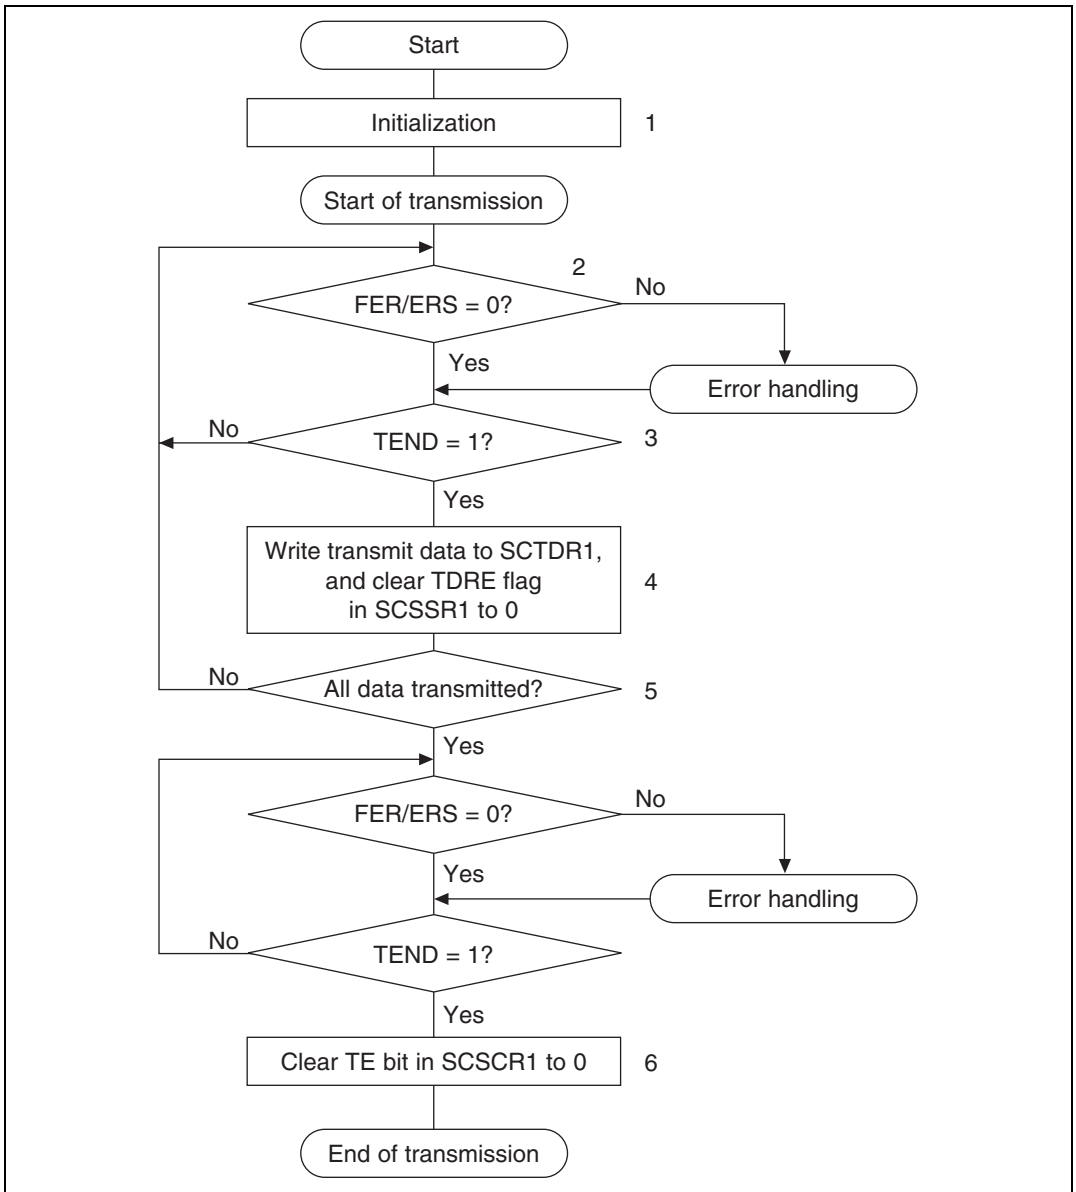 Start
Initialization
1
Start of transmission
2
FER/ERS = 0?
No
Yes
Error handling
No
TEND = 1?
3
Yes
Write transmit data to SCTDR1,
and clear TDRE flag
in SCSSR1 to 0
4
No
All data transmitted?
5
Yes
FER/ERS = 0?
No
Yes
Error handling
No
TEND = 1?
Yes
Clear TE bit in SCSCR1 to 0
6
End of transmission